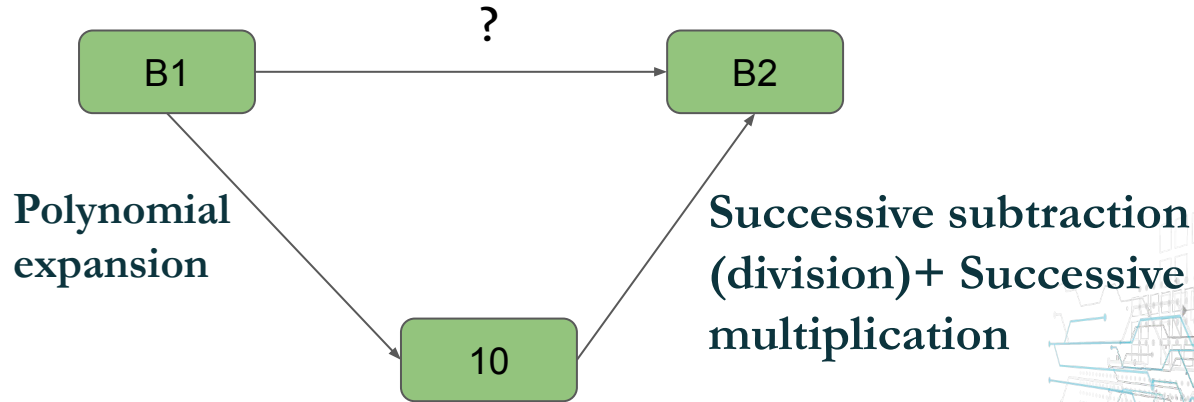 ?
B1
B2
Polynomial
expansion
Successive subtraction
(division)+ Successive
multiplication
10